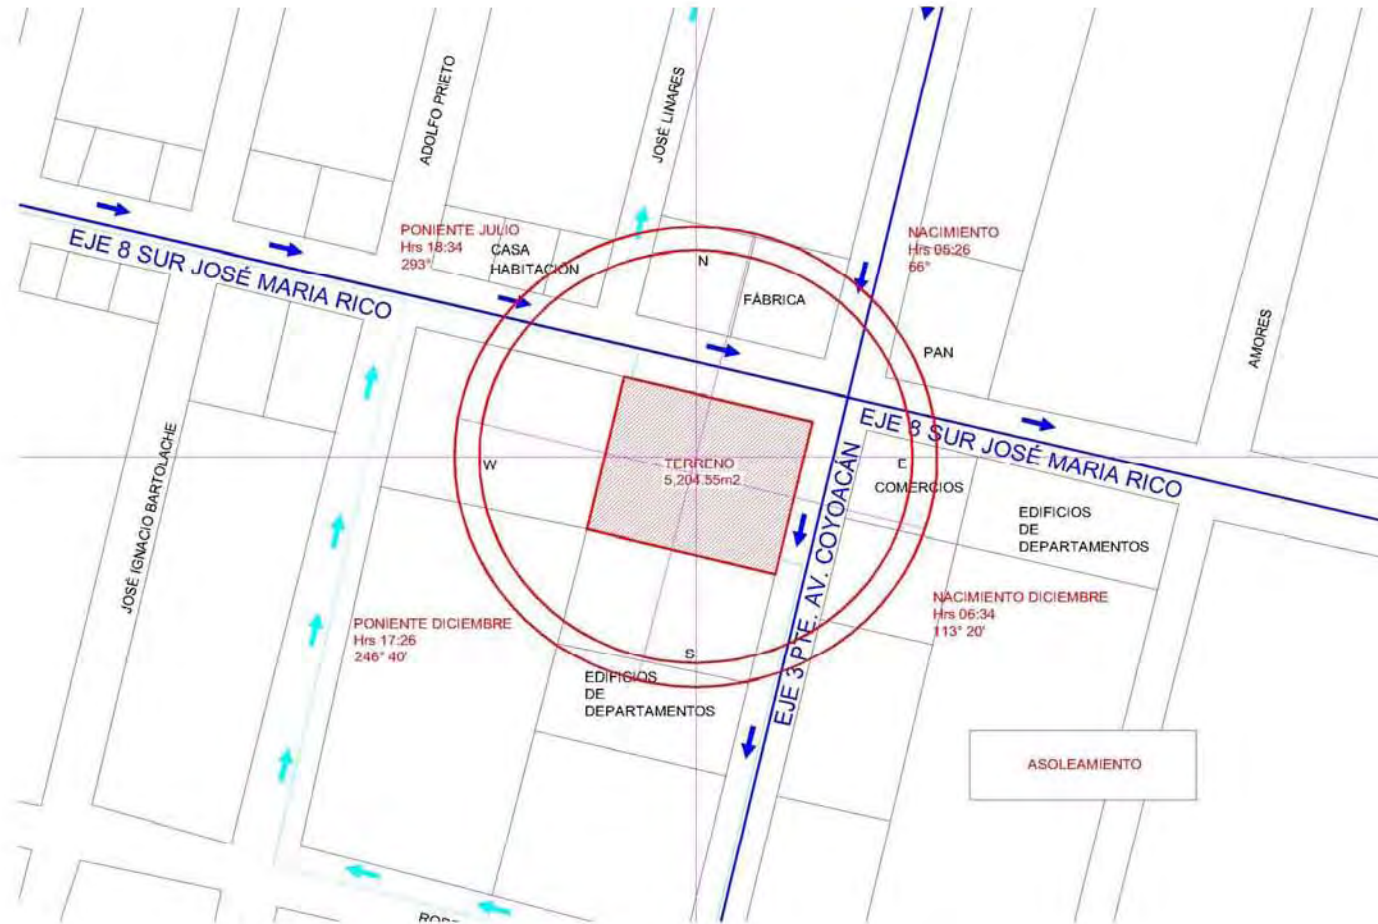 ADOLFO PRIETO
JOSÉ LINARES
PONIENTE JULIO
Hrs 18:34
293°
CASA
HABITACIÓN
NACIMIENTO
Hrs 05:26
66°
EJE 8 SUR JOSÉ MARIA RICO
N
FÁBRICA
PAN
AMORES
EJE 8 SUR JOSÉ MARIA RICO
W
TERRENO
5,204.55m2
E
COMERCIOS
EDIFICIOS
DE
DEPARTAMENTOS
JOSÉ IGNACIO BARTOLACHE
EJE 3 PTE. AV. COYOACÁN
PONIENTE DICIEMBRE
Hrs 17:26
246° 40'
NACIMIENTO DICIEMBRE
Hrs 06:34
113° 20'
S
EDIFICIOS
DE
DEPARTAMENTOS
ASOLEAMIENTO